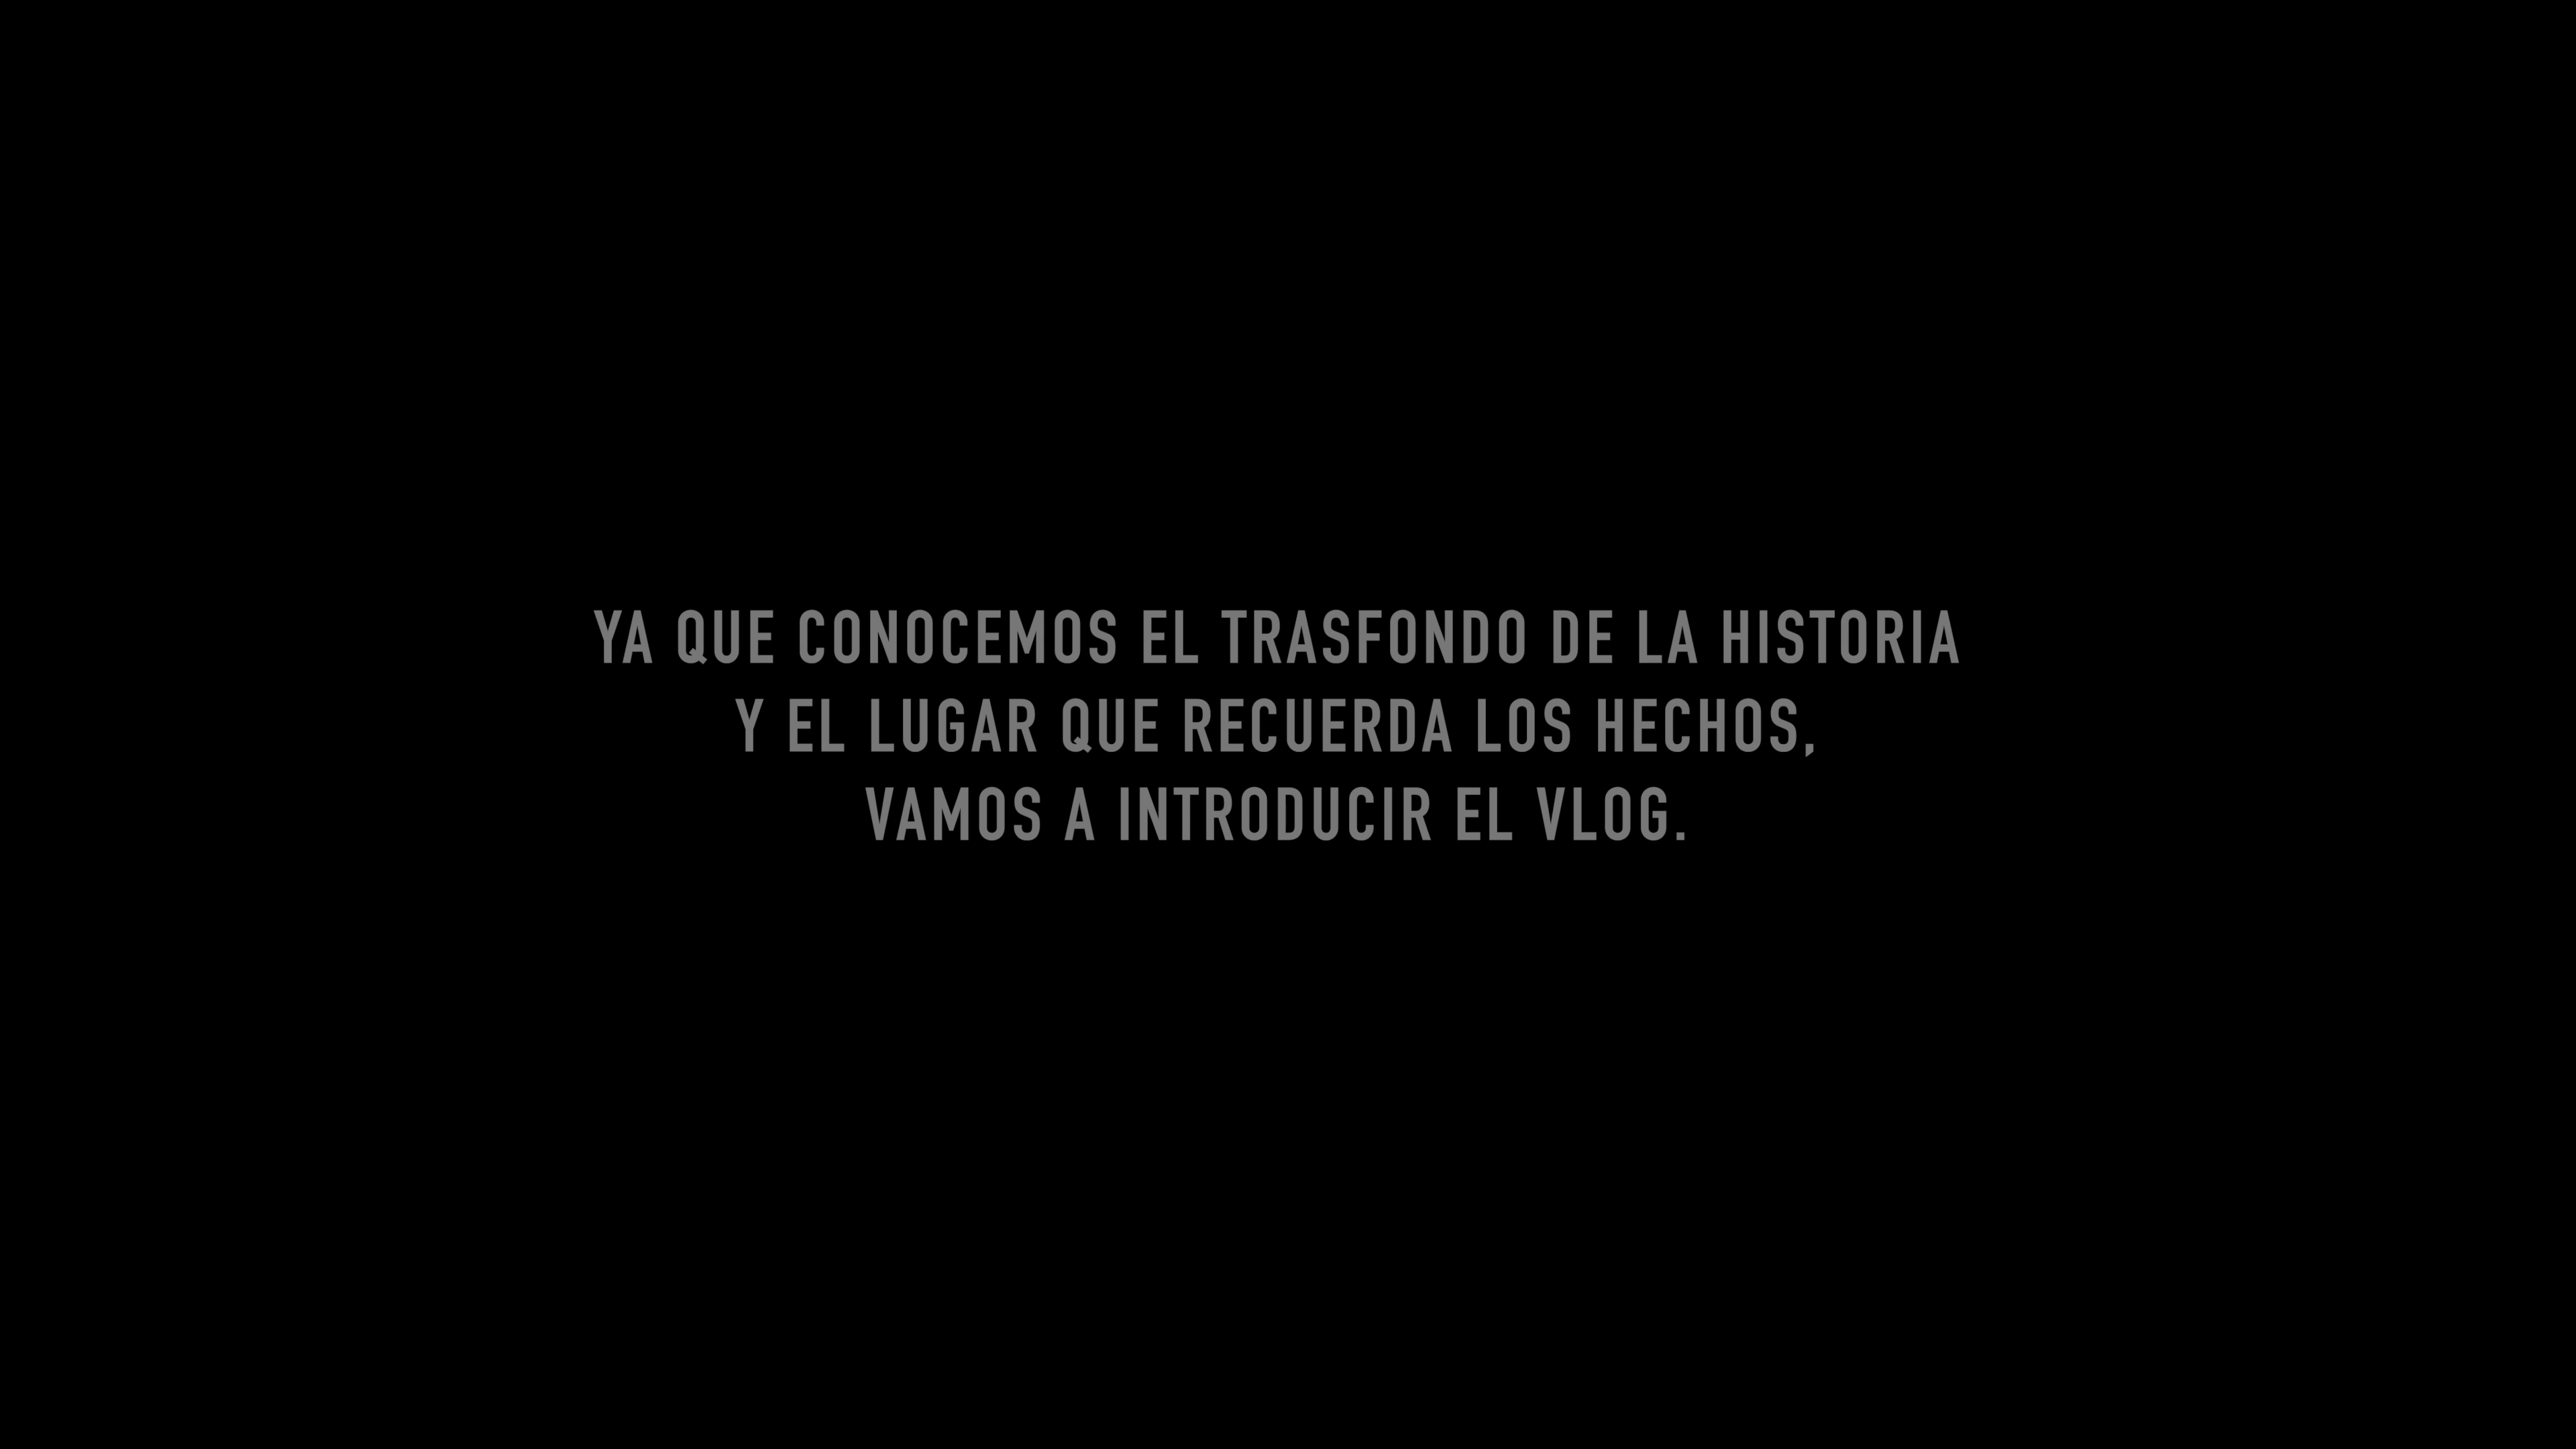 YA QUE CONOCEMOS EL TRASFONDO DE LA HISTORIA
Y EL LUGAR QUE RECUERDA LOS HECHOS,
VAMOS A INTRODUCIR EL VLOG.